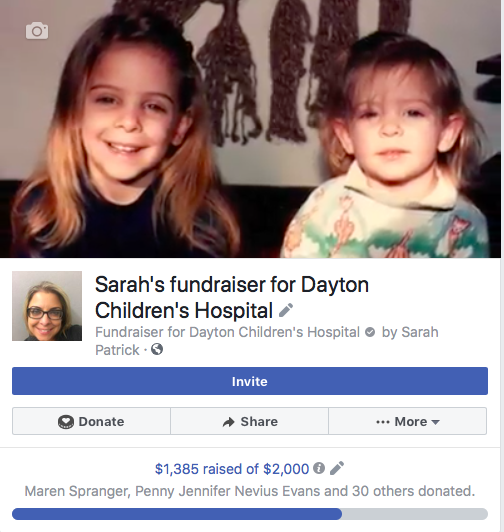 Sarah's fundraiser for Dayton
Children's Hospital
Fundraiser for Dayton Children's Hospital by Sarah
Patrick ·
Invite
Donate
Share
••• More
$1,385 raised of $2,000
Maren Spranger, Penny Jennifer Nevius Evans and 30 others donated.